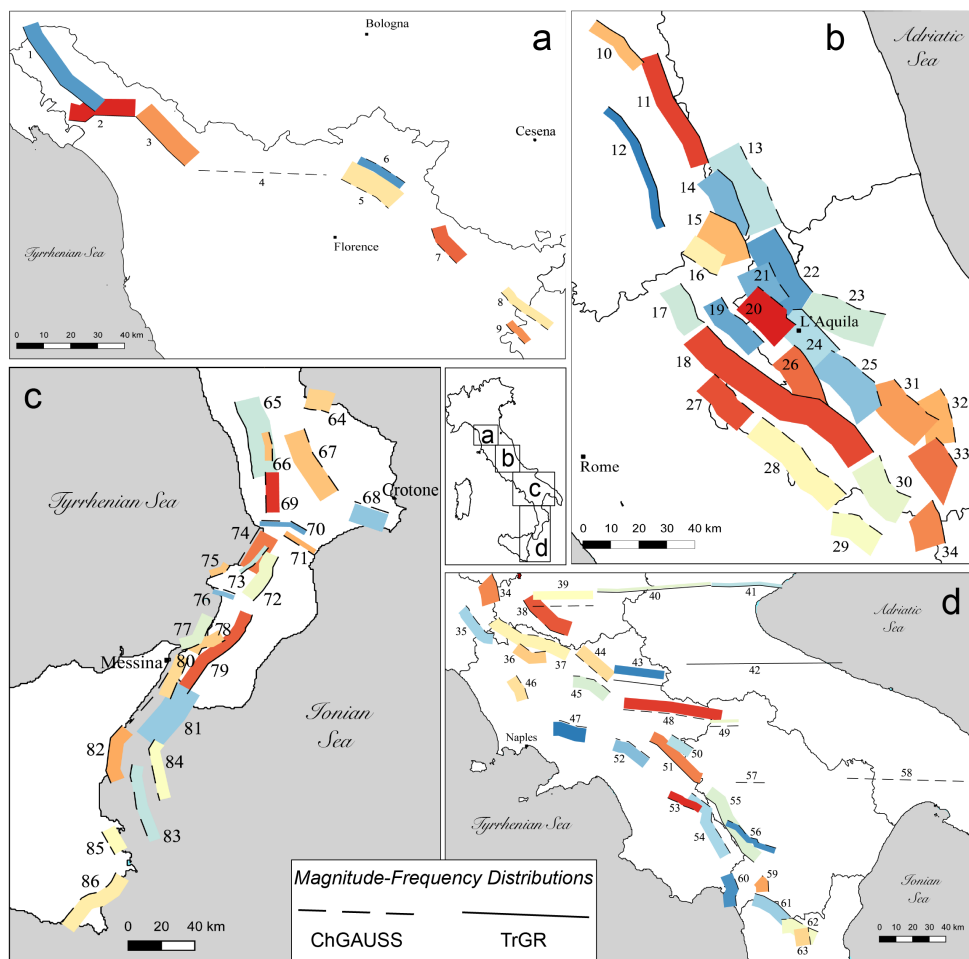 a
Bologna
Cesena
Florence
Tyrrhenian Sea
1
2
3
4
5
6
7
8
9
0 10 20 30 40 km
b
Adriatic
Sea
10
11
12
13
14
15
16
17
18
19
20
21
22
23
L'Aquila
24
25
26
27
28
29
30
31
32
33
34
Rome
0 10 20 30 40 km
c
Tyrrhenian Sea
Crotone
Messina
Ionian
Sea
64
65
66
67
68
69
70
71
72
73
74
75
76
77
78
79
80
81
82
83
84
85
86
0 20 40 km
a
b
c
d
d
Adriatic
Sea
Naples
Tyrrhenian Sea
Ionian
Sea
34
35
36
37
38
39
40
41
42
43
44
45
46
47
48
49
50
51
52
53
54
55
56
57
58
59
60
61
62
63
0 10 20 30 40 km
Magnitude-Frequency Distributions
ChGAUSS
TrGR